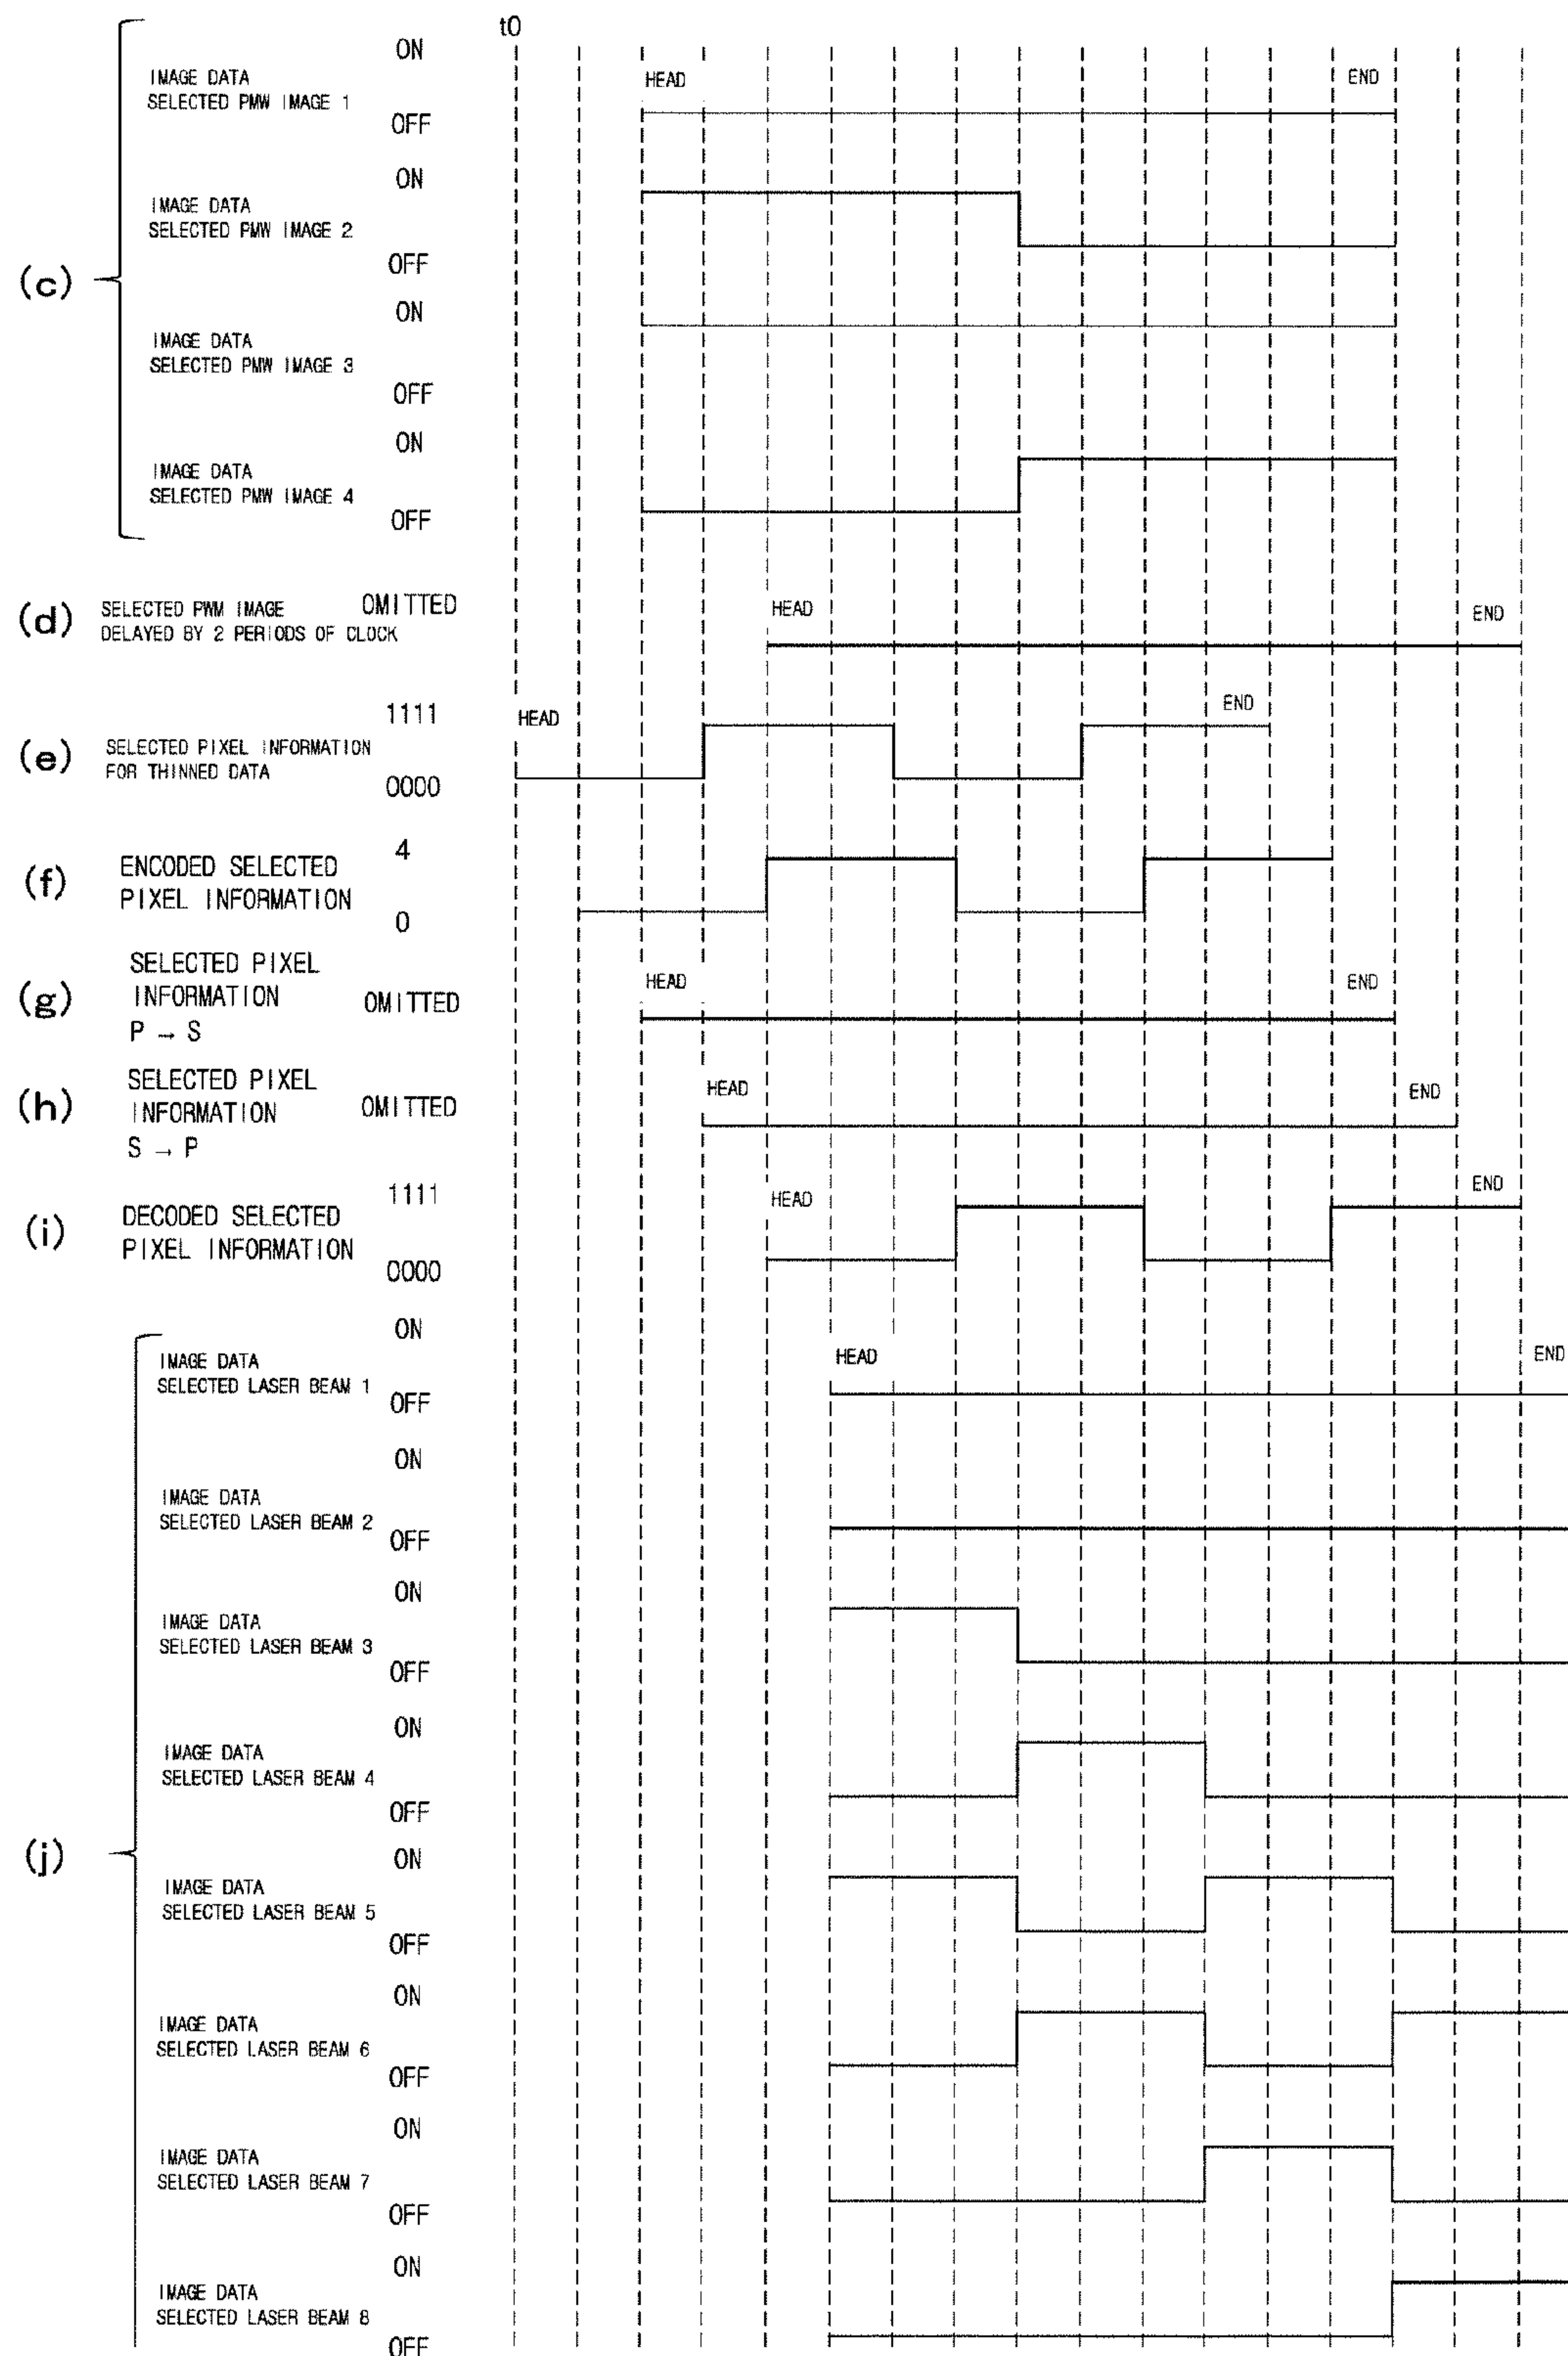 t0
ON
IMAGE DATA
SELECTED PMW IMAGE 1
HEAD
END
OFF
ON
IMAGE DATA
SELECTED PMW IMAGE 2
OFF
(c)
ON
IMAGE DATA
SELECTED PMW IMAGE 3
OFF
ON
IMAGE DATA
SELECTED PMW IMAGE 4
OFF
(d)
SELECTED PWM IMAGE
DELAYED BY 2 PERIODS OF CLOCK
OMITTED
HEAD
END
(e)
SELECTED PIXEL INFORMATION
FOR THINNED DATA
1111
0000
HEAD
END
(f)
ENCODED SELECTED
PIXEL INFORMATION
4
0
(g)
SELECTED PIXEL
INFORMATION
P → S
OMITTED
HEAD
END
(h)
SELECTED PIXEL
INFORMATION
S → P
OMITTED
HEAD
END
(i)
DECODED SELECTED
PIXEL INFORMATION
1111
0000
HEAD
END
ON
IMAGE DATA
SELECTED LASER BEAM 1
OFF
HEAD
END
ON
IMAGE DATA
SELECTED LASER BEAM 2
OFF
ON
IMAGE DATA
SELECTED LASER BEAM 3
OFF
ON
IMAGE DATA
SELECTED LASER BEAM 4
OFF
(j)
ON
IMAGE DATA
SELECTED LASER BEAM 5
OFF
ON
IMAGE DATA
SELECTED LASER BEAM 6
OFF
ON
IMAGE DATA
SELECTED LASER BEAM 7
OFF
ON
IMAGE DATA
SELECTED LASER BEAM 8
OFF